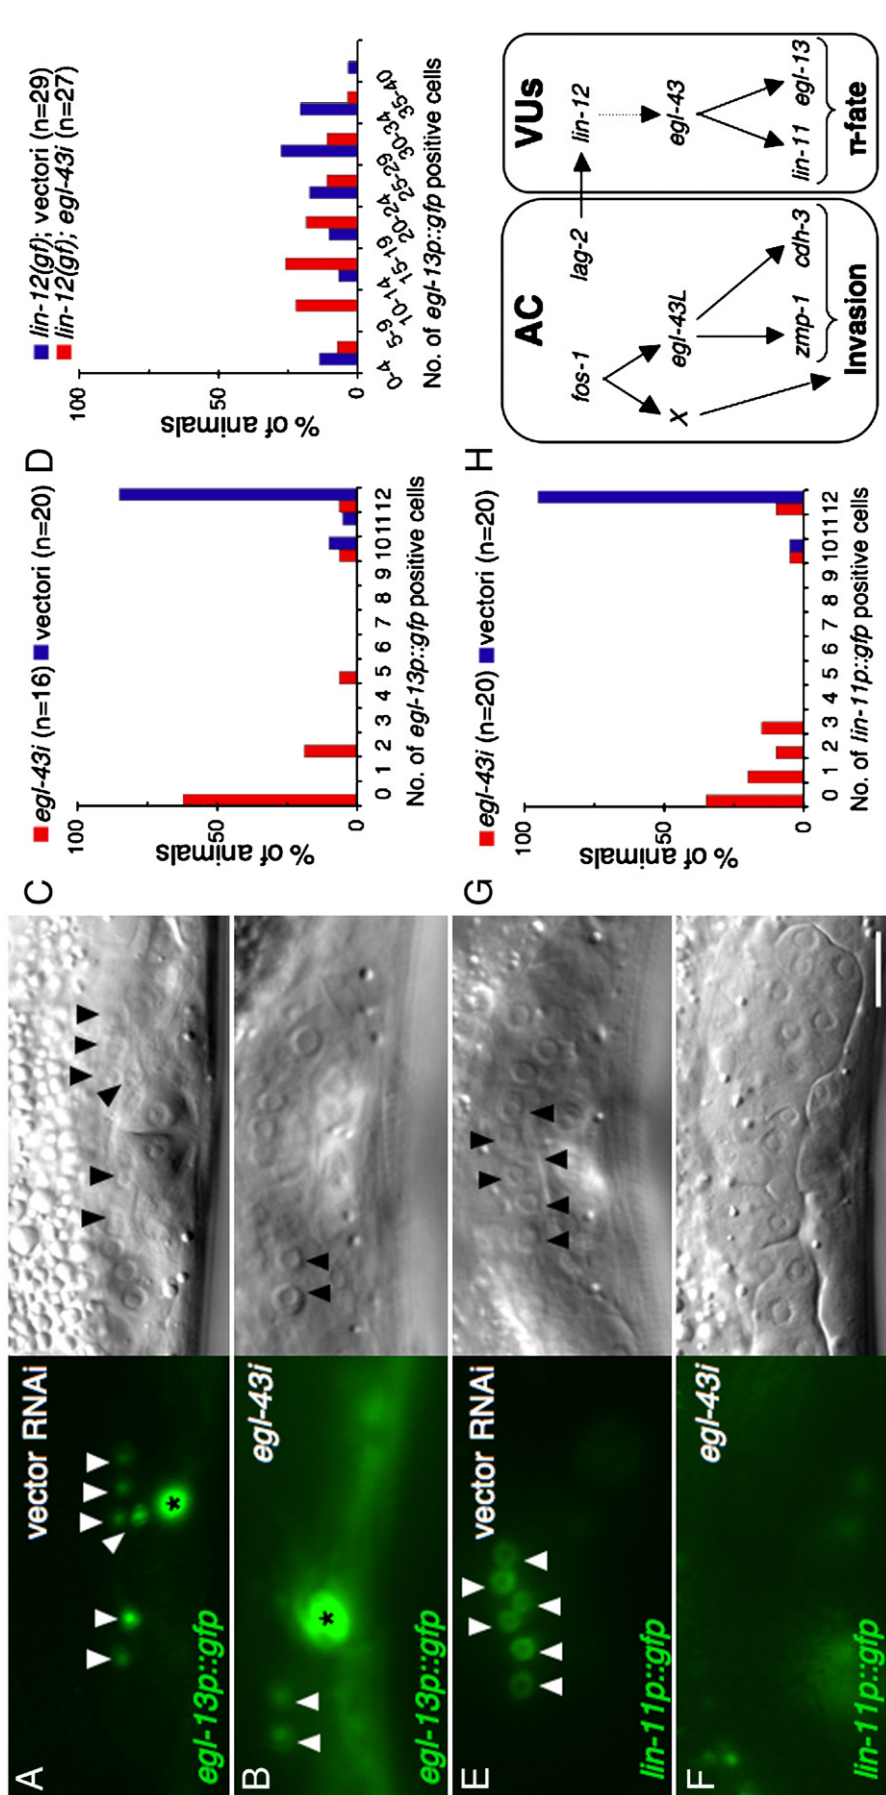 A
vector RNAi
egl-13p::gfp
*
B
egl-43i
egl-13p::gfp
*
C
egl-43i (n=16) vectori (n=20)
100
50
0
% of animals
0 1 2 3 4 5 6 7 8 9 10 11 12
No. of egl-13p::gfp positive cells
D
lin-12(gf); vectori (n=29)
lin-12(gf); egl-43i (n=27)
100
50
0
% of animals
0-4 5-9 10-14 15-19 20-24 25-29 30-34 35-40
No. of egl-13p::gfp positive cells
E
vector RNAi
lin-11p::gfp
F
egl-43i
lin-11p::gfp
G
egl-43i (n=20) vectori (n=20)
100
50
0
% of animals
0 1 2 3 4 5 6 7 8 9 10 11 12
No. of lin-11p::gfp positive cells
H
AC
fos-1
lag-2
X
egl-43L
zmp-1
cdh-3
Invasion
VUs
lin-12
egl-43
lin-11
egl-13
π-fate